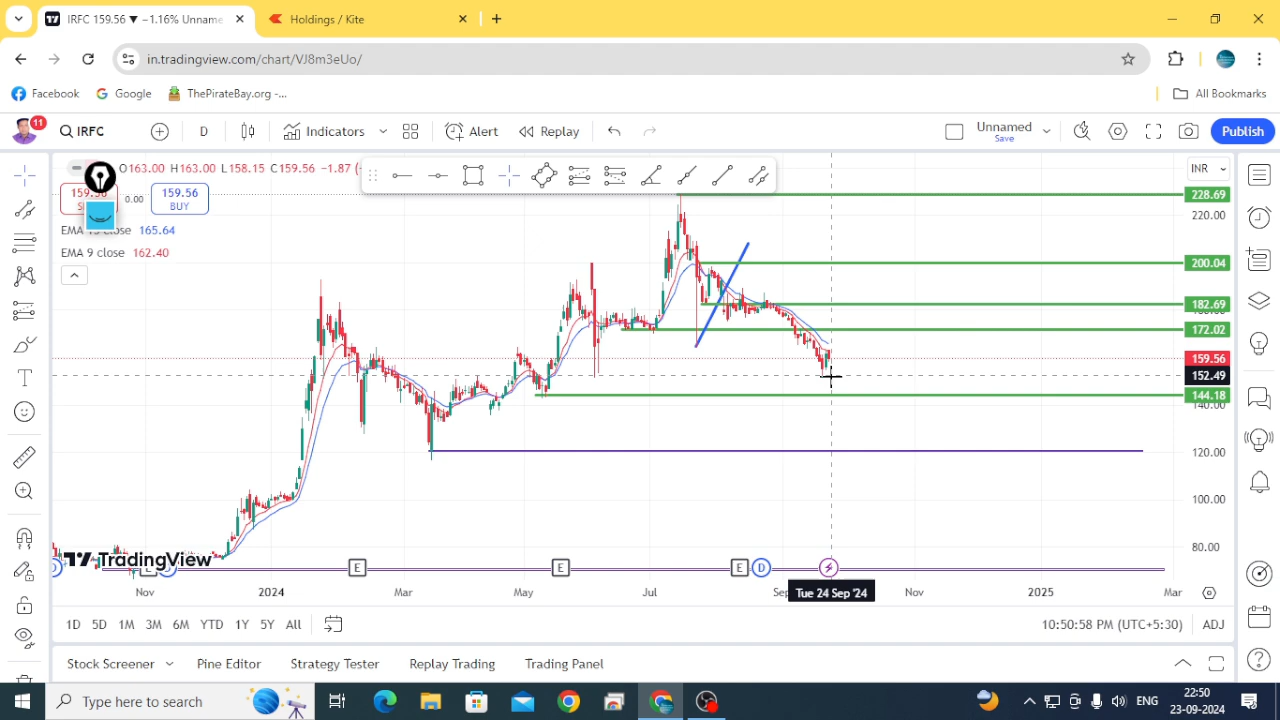 IRFC 159.56 ▼ −1.16% Unname
Holdings / Kite
in.tradingview.com/chart/VJ8m3eUo/
Facebook
Google
ThePirateBay.org -...
All Bookmarks
11
IRFC
D
Indicators
Alert
Replay
Unnamed
Save
Publish
O163.00 H163.00 L158.15 C159.56 −1.87
INR
159.56
0.00
159.56
BUY
228.69
220.00
close 165.64
EMA 9 close 162.40
200.04
182.69
172.02
159.56
152.49
144.18
140.00
120.00
100.00
80.00
TradingView
E
E
E
D
Nov
2024
Mar
May
Jul
Tue 24 Sep '24
Nov
2025
Mar
1D 5D 1M 3M 6M YTD 1Y 5Y All
10:50:58 PM (UTC+5:30)
ADJ
Stock Screener
Pine Editor
Strategy Tester
Replay Trading
Trading Panel
Type here to search
ENG
22:50
23-09-2024